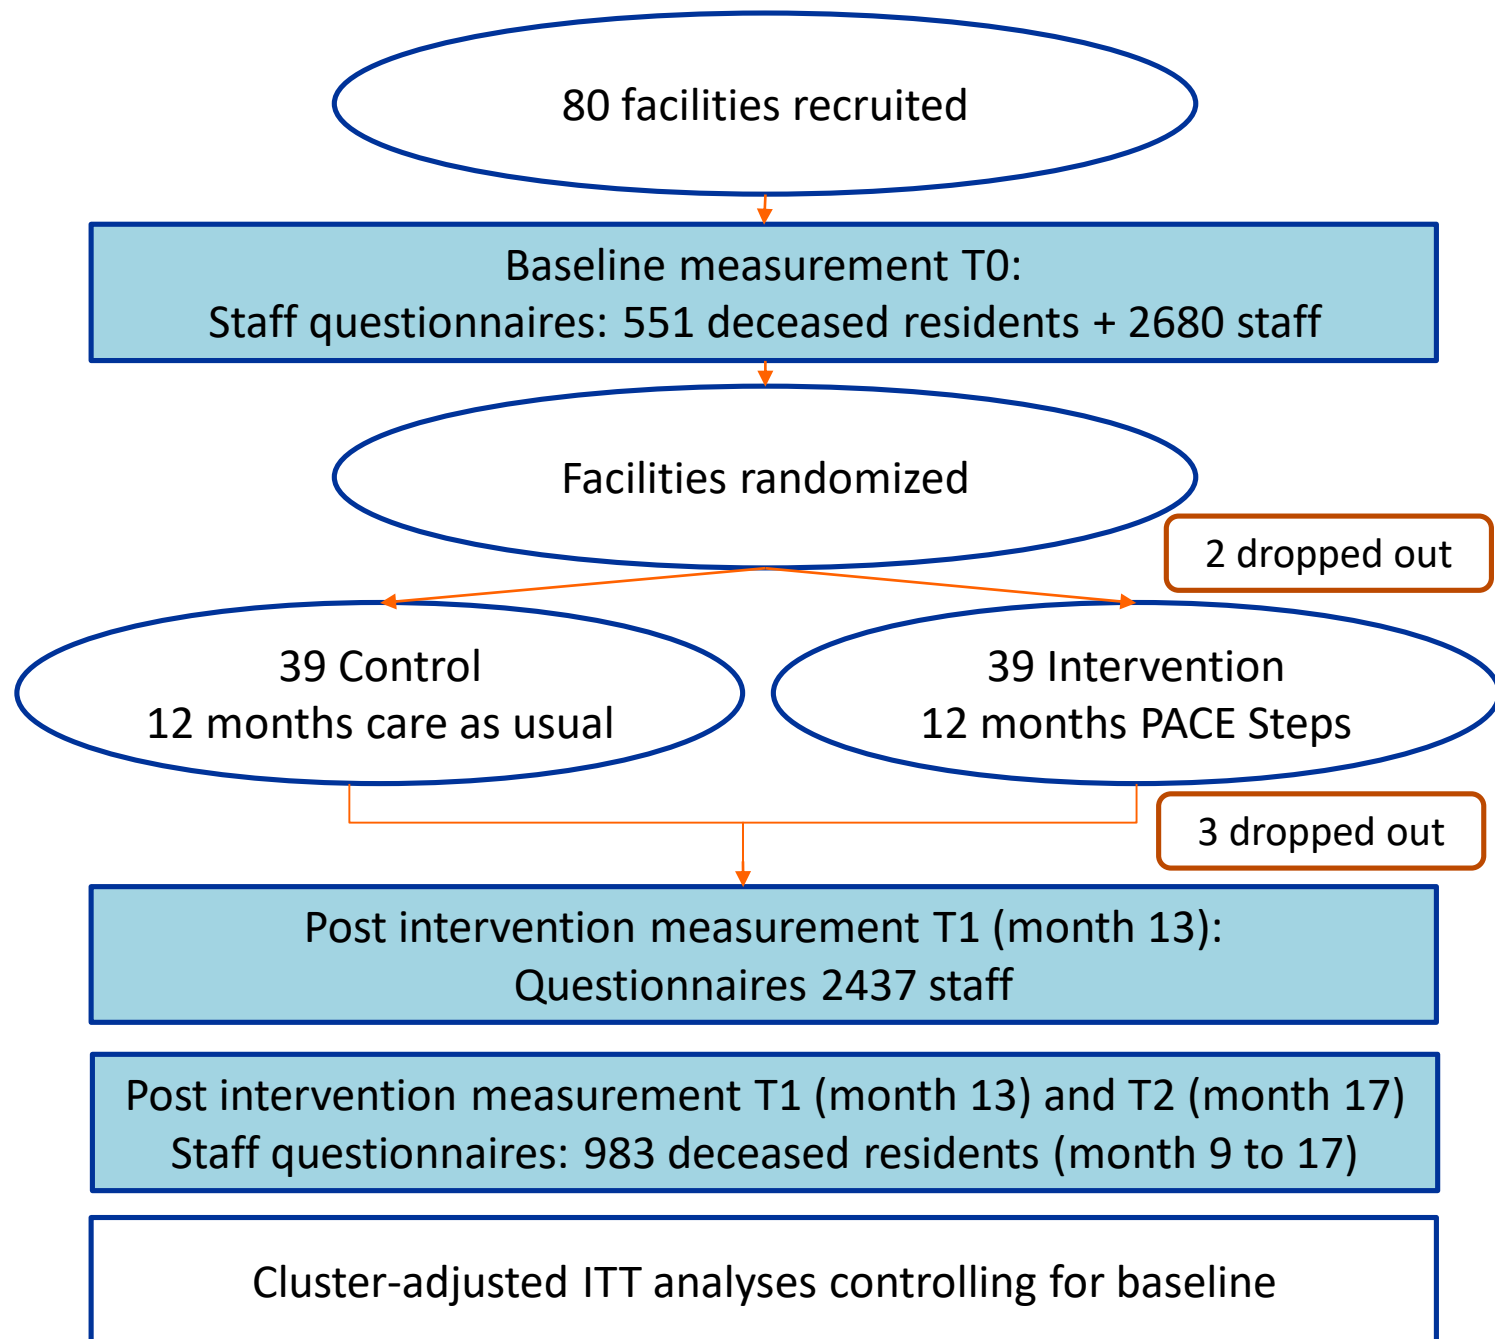 80 facilities recruited
Baseline measurement T0:
Staff questionnaires: 551 deceased residents + 2680 staff
Facilities randomized
2 dropped out
39 Control
12 months care as usual
39 Intervention
12 months PACE Steps
3 dropped out
Post intervention measurement T1 (month 13):
Questionnaires 2437 staff
Post intervention measurement T1 (month 13) and T2 (month 17)
Staff questionnaires: 983 deceased residents (month 9 to 17)
Cluster-adjusted ITT analyses controlling for baseline